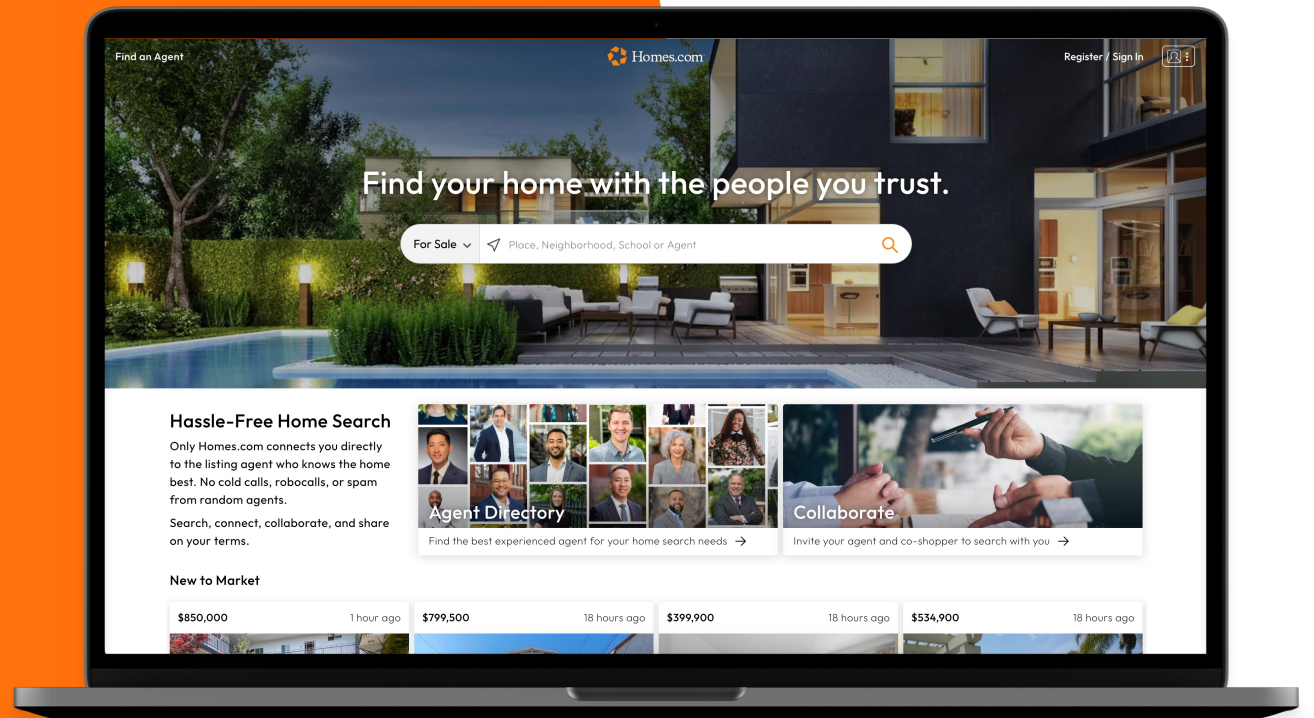 Find an Agent
Homes.com
Register / Sign In
Find your home with the people you trust.
For Sale
Place, Neighborhood, School or Agent
Hassle-Free Home Search
Only Homes.com connects you directly
to the listing agent who knows the home
best. No cold calls, robocalls, or spam
from random agents.
Search, connect, collaborate, and share
on your terms.
Agent Directory
Find the best experienced agent for your home search needs
Collaborate
Invite your agent and co-shopper to search with you
New to Market
$850,000 1 hour ago
$799,500 18 hours ago
$399,900 18 hours ago
$534,900 18 hours ago